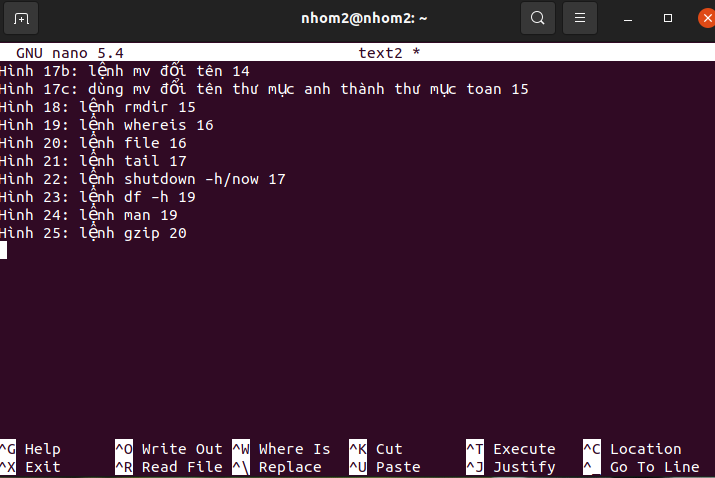 nhom2@nhom2: ~
GNU nano 5.4 text2 *
Hình 17b: lệnh mv đổi tên 14
Hình 17c: dùng mv đổi tên thư mục anh thành thư mục toan 15
Hình 18: lệnh rmdir 15
Hình 19: lệnh whereis 16
Hình 20: lệnh file 16
Hình 21: lệnh tail 17
Hình 22: lệnh shutdown -h/now 17
Hình 23: lệnh df -h 19
Hình 24: lệnh man 19
Hình 25: lệnh gzip 20
^G Help ^O Write Out ^W Where Is ^K Cut ^T Execute ^C Location
^X Exit ^R Read File ^\ Replace ^U Paste ^J Justify ^_ Go To Line